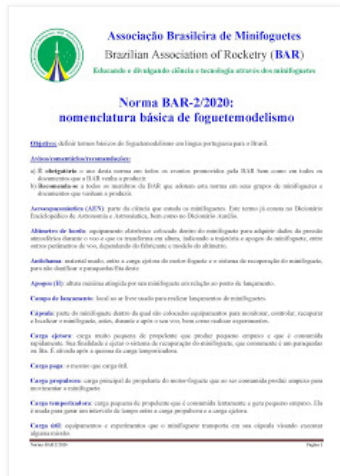 Associação Brasileira de Minifoguetes
Brazilian Association of Rocketry (BAR)
Educando e divulgando ciência e tecnologia através dos minifoguetes
Norma BAR-2/2020:
nomenclatura básica de foguetemodelismo
Objetivo: definir termos básicos do foguetemodelismo em língua portuguesa para o Brasil.
Avisos/comentários/recomendações:
a) É obrigatório o uso desta norma em todos os eventos promovidos pela BAR bem como em todos os
documentos que a BAR venha a produzir.
b) Recomenda-se a todos os membros da BAR que adotem esta norma em seus grupos de minifoguetes e
documentos que venham a produzir.
parte da ciência que estuda os minifoguetes. Este termo já consta no Dicionário
Enciclopédico de Astronomia e Astronáutica, bem como no Dicionário Aurélio.
Altímetro de bordo: equipamento eletrônico colocado dentro do minifoguete para adquirir dados da pressão
atmosférica durante o voo e que os transforma em altura, indicando a trajetória e apogeu do minifoguete, entre
outros parâmetros de voo, dependendo do fabricante e modelo do altímetro.
Antichama: material usado, entre a carga ejetora do motor-foguete e o sistema de recuperação do minifoguete,
para não danificar o paraquedas/fita deste
Apogeu (H): altura máxima atingida por um minifoguete em relação ao ponto de lançamento.
Campo de lançamento: local ao ar livre usado para realizar lançamentos de minifoguetes.
Cápsula: parte do minifoguete dentro da qual são colocados equipamentos para monitorar, controlar, recuperar
e localizar o minifoguete, antes, durante e após o seu voo, bem como realizar experimentos.
Carga ejetora: carga muito pequena de propelente que produz pequeno empuxo e que é consumida
rapidamente. Sua finalidade é ejetar o sistema de recuperação do minifoguete, que comumente é um paraquedas
ou fita. É ativada após a queima da carga temporizadora.
Carga paga: o mesmo que carga útil.
Carga propulsora: carga principal de propelente do motor-foguete que ao ser consumida produz empuxo para
movimentar o minifoguete
Carga temporizadora: carga pequena de propelente que é consumida lentamente e gera pequeno empuxo. Ela
é usada para gerar um intervalo de tempo entre a carga propulsora e a carga ejetora.
Carga útil: equipamentos e experimentos que o minifoguete transporta em sua cápsula visando executar
alguma missão.
Norma BAR-2/2020
Página 1